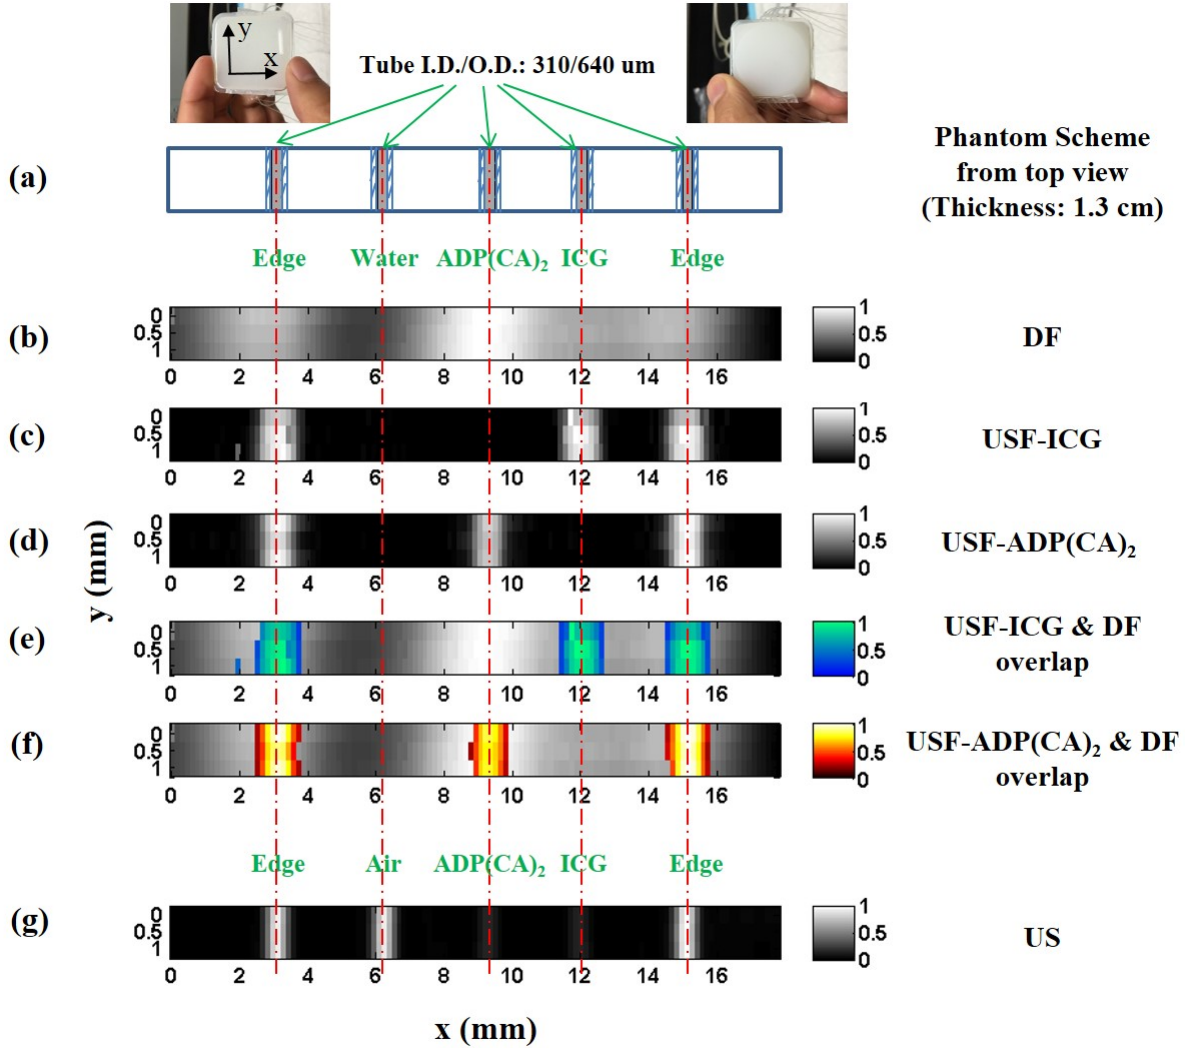 y
x
Tube I.D./O.D.: 310/640 um
(a)
Phantom Scheme
from top view
(Thickness: 1.3 cm)
Edge Water ADP(CA)₂ ICG Edge
(b)
0
0.5
1
0 2 4 6 8 10 12 14 16
1
0.5
0
DF
(c)
0
0.5
1
0 2 4 6 8 10 12 14 16
1
0.5
0
USF-ICG
(d)
0
0.5
1
0 2 4 6 8 10 12 14 16
1
0.5
0
USF-ADP(CA)₂
y (mm)
(e)
0
0.5
1
0 2 4 6 8 10 12 14 16
1
0.5
0
USF-ICG & DF
overlap
(f)
0
0.5
1
0 2 4 6 8 10 12 14 16
1
0.5
0
USF-ADP(CA)₂ & DF
overlap
Edge Air ADP(CA)₂ ICG Edge
(g)
0
0.5
1
0 2 4 6 8 10 12 14 16
1
0.5
0
US
x (mm)